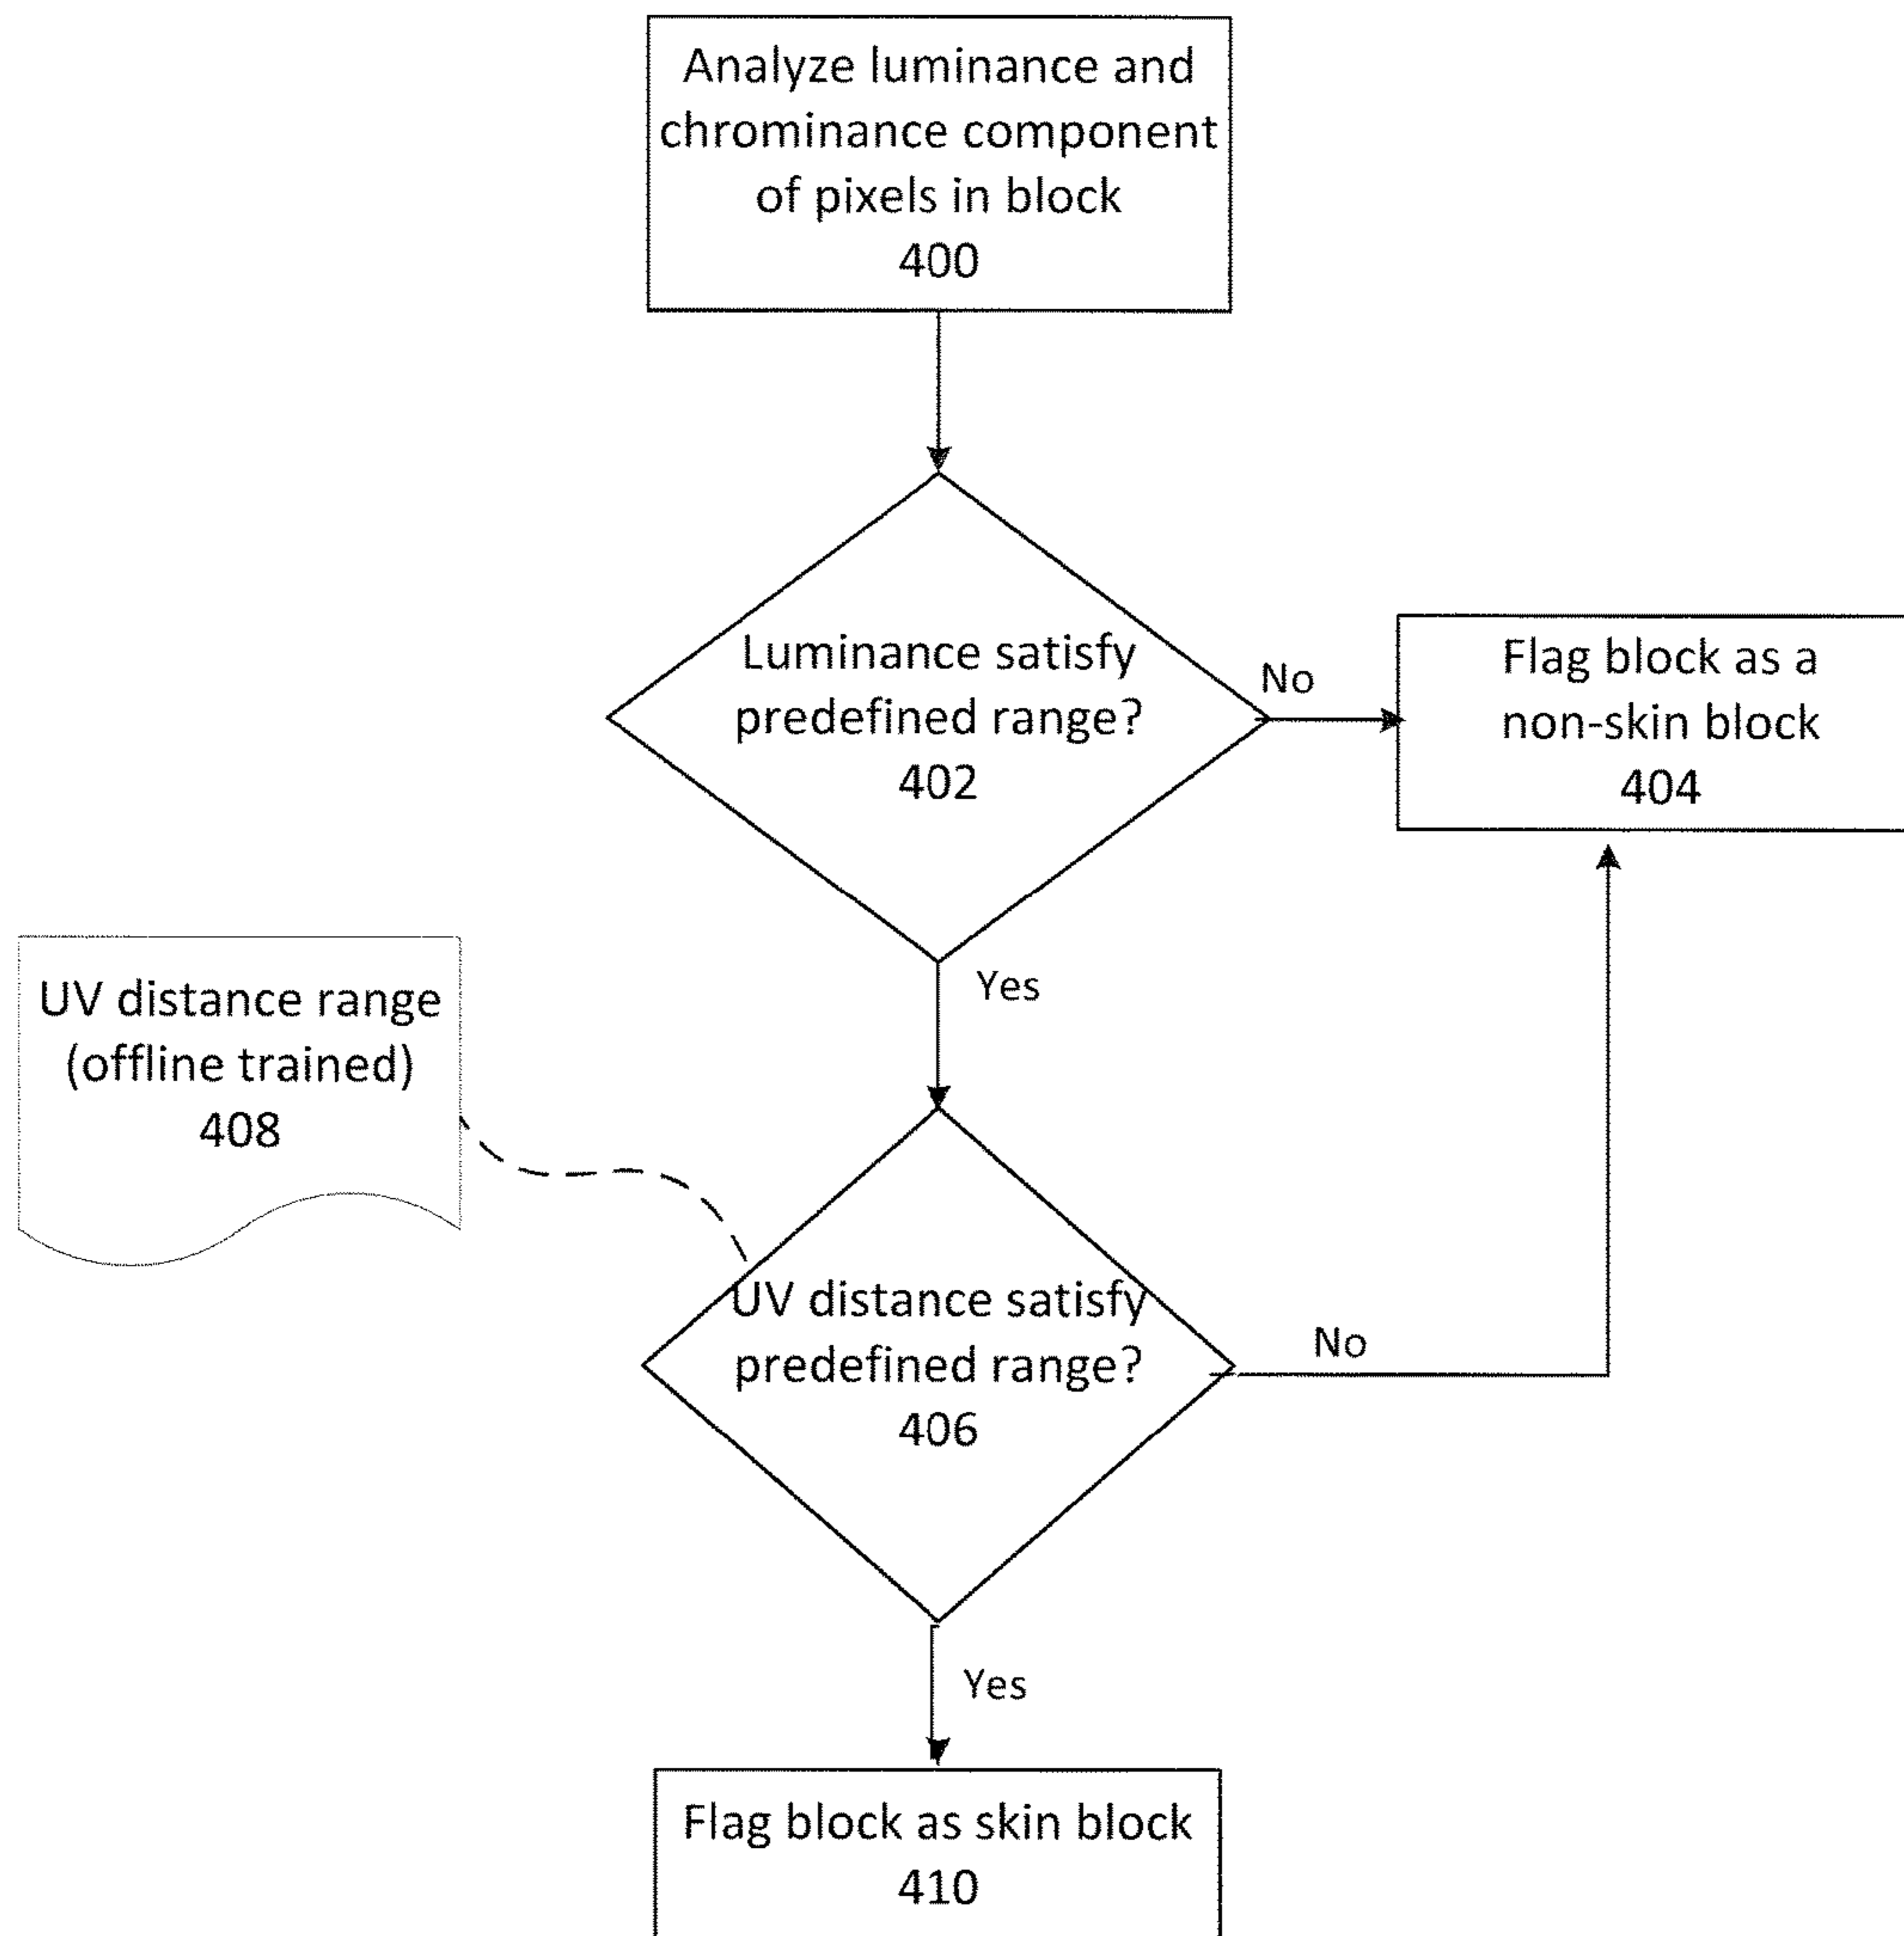 Analyze luminance and
chrominance component
of pixels in block
400
Luminance satisfy
predefined range?
402
No
Flag block as a
non-skin block
404
Yes
UV distance range
(offline trained)
408
UV distance satisfy
predefined range?
406
No
Yes
Flag block as skin block
410